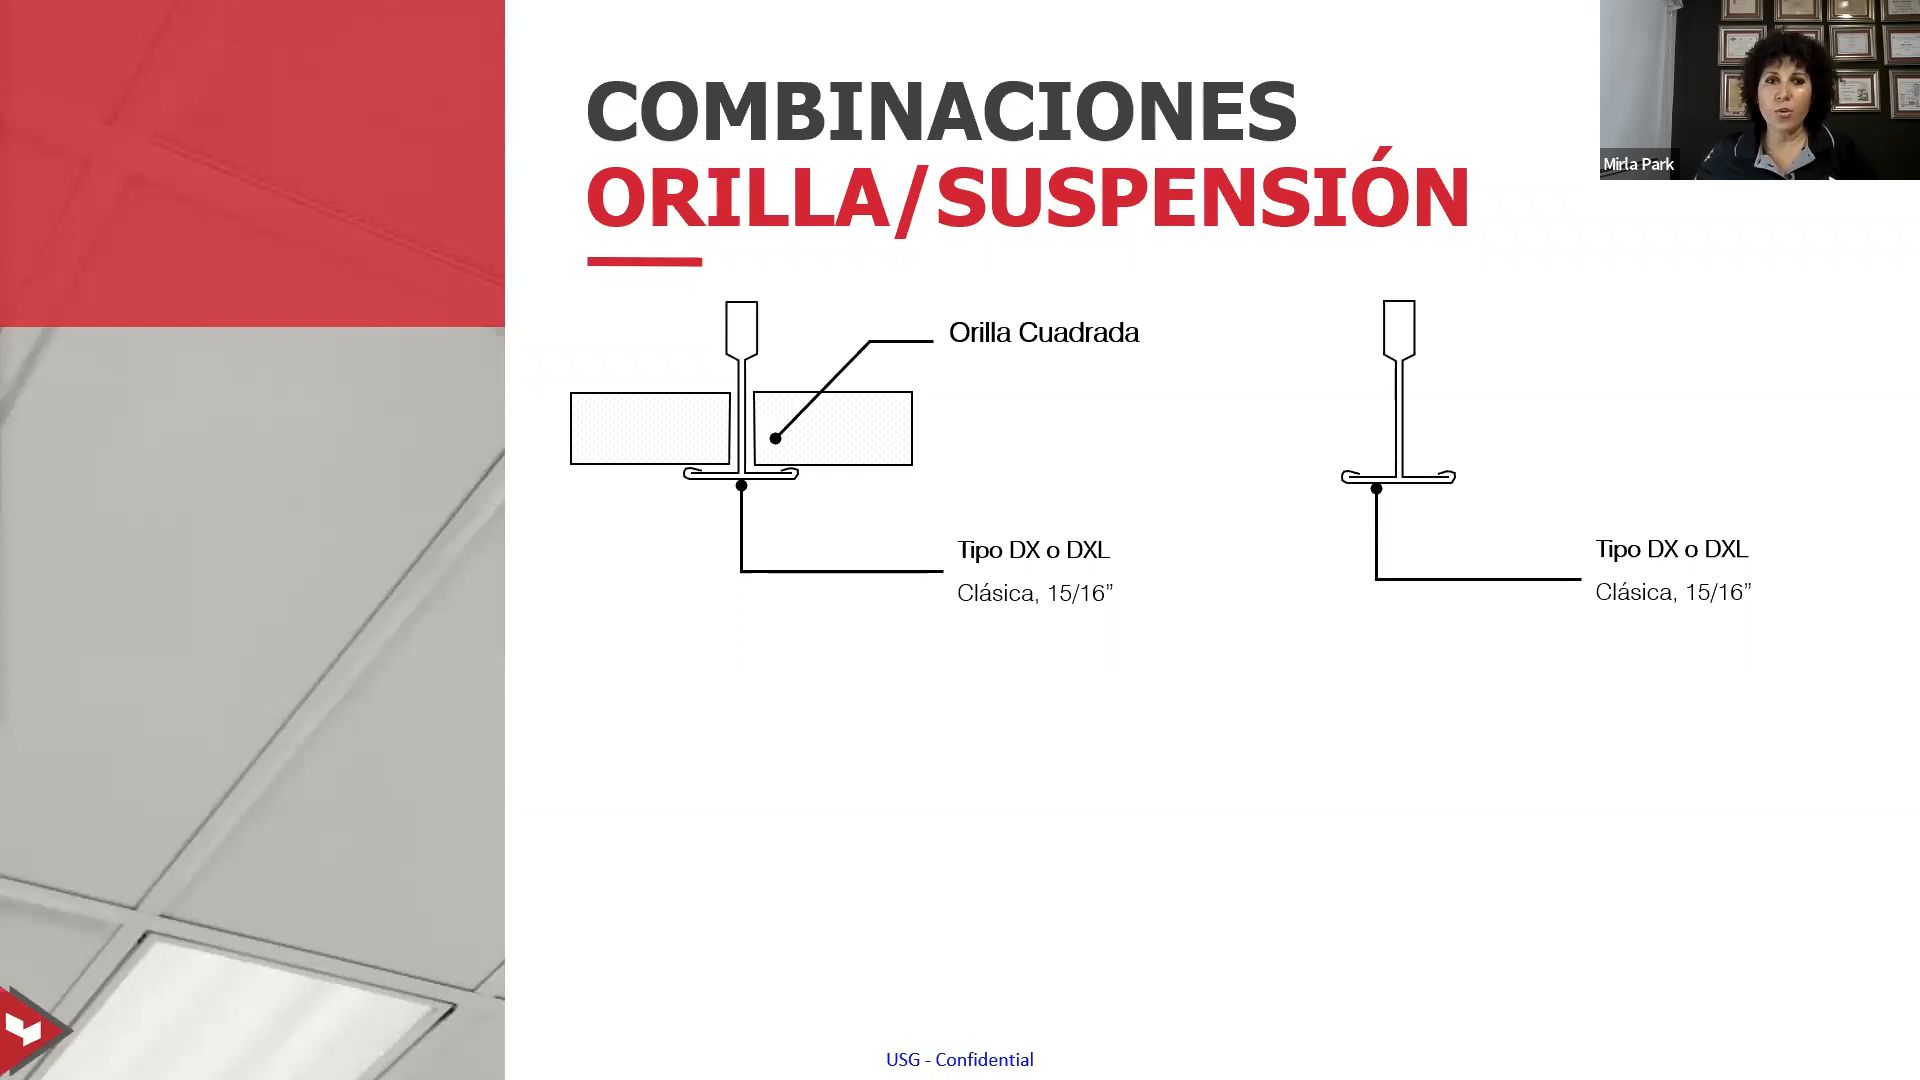 COMBINACIONES
ORILLA/SUSPENSIÓN
Mirla Park
Orilla Cuadrada
Tipo DX o DXL
Clásica, 15/16”
Tipo DX o DXL
Clásica, 15/16”
USG - Confidential